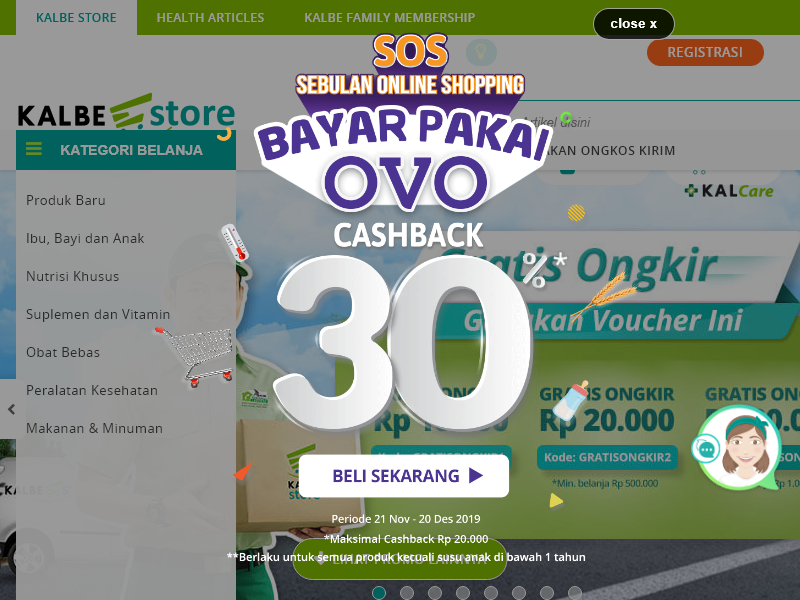 KALBE STORE
HEALTH ARTICLES
KALBE FAMILY MEMBERSHIP
close x
REGISTRASI
SOS
SEBULAN ONLINE SHOPPING
KALBE store
Artikel disini
BAYAR PAKAI
OVO
KATEGORI BELANJA
ONGKOS KIRIM
KALCare
Produk Baru
Ibu, Bayi dan Anak
Nutrisi Khusus
Suplemen dan Vitamin
Obat Bebas
Peralatan Kesehatan
Makanan & Minuman
CASHBACK
30%*
Gratis Ongkir
Voucher Ini
GRATIS ONGKIR
Rp 20.000
Kode: GRATISONGKIR2
*Min. belanja Rp 500.000
GRATIS
BELI SEKARANG
Periode 21 Nov - 20 Des 2019
*Maksimal Cashback Rp 20.000
**Berlaku untuk semua produk kecuali susu anak di bawah 1 tahun
KALBE
store